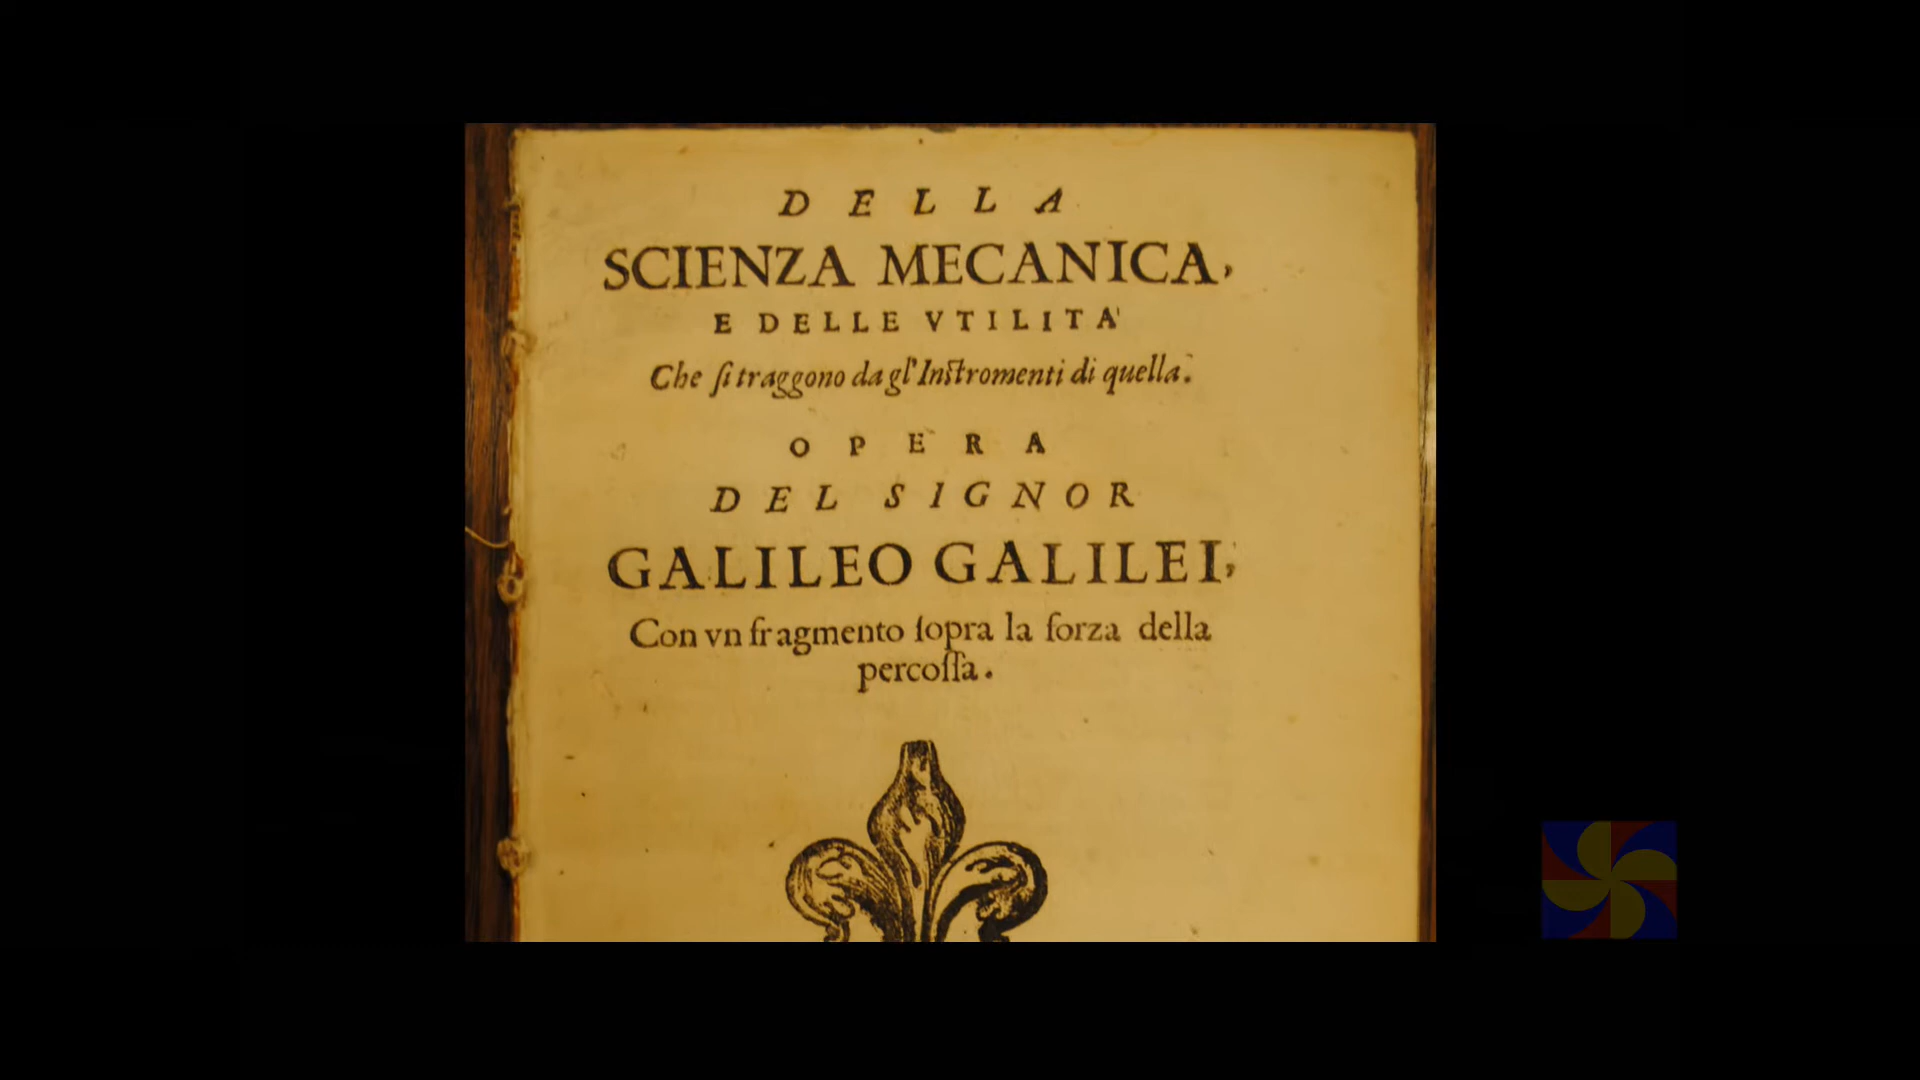 DELLA
SCIENZA MECANICA,
E DELLE VTILITA'
Che ſi traggono da gl'Instromenti di quella.
OPERA
DEL SIGNOR
GALILEO GALILEI,
Con vn fragmento ſopra la forza della
percoſſa.